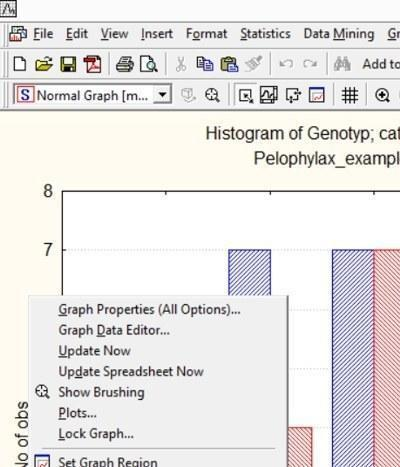 File Edit View Insert Format Statistics Data Mining
Add to
S Normal Graph [m...
Histogram of Genotyp; cat
Pelophylax_example
8
7
No of obs
Graph Properties (All Options)...
Graph Data Editor...
Update Now
Update Spreadsheet Now
Show Brushing
Plots...
Lock Graph...
Set Graph Region